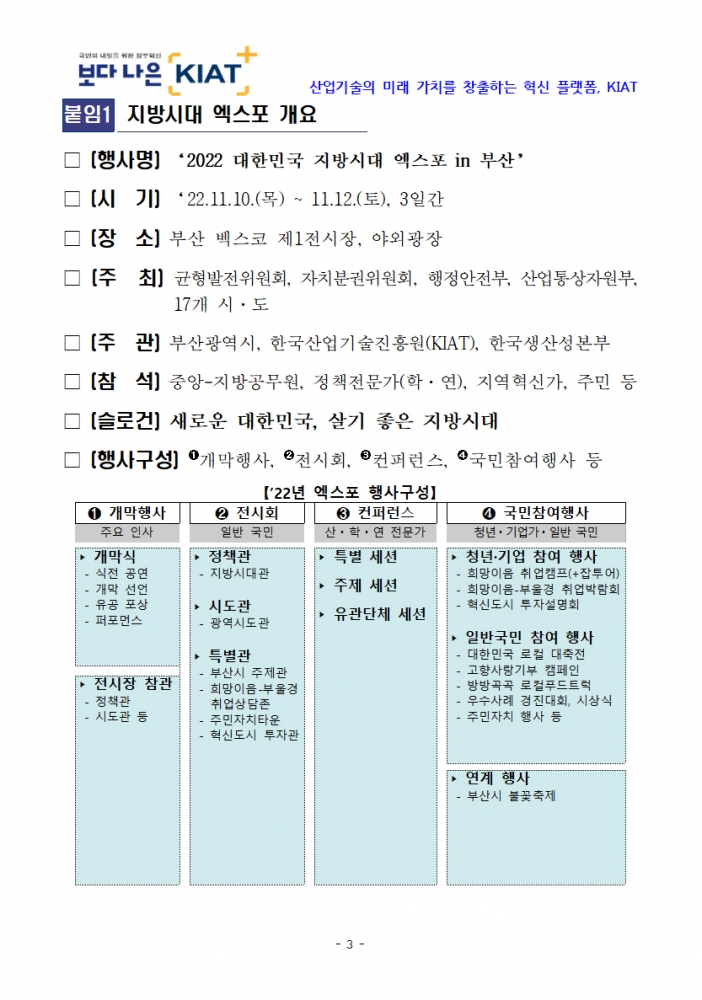 국민의 내일을 위한 정부혁신
보다 나은 KIAT
산업기술의 미래 가치를 창출하는 혁신 플랫폼, KIAT
붙임1 지방시대 엑스포 개요
□ [행사명] ‘2022 대한민국 지방시대 엑스포 in 부산’
□ [시 기] ‘22.11.10.(목) ~ 11.12.(토), 3일간
□ [장 소] 부산 벡스코 제1전시장, 야외광장
□ [주 최] 균형발전위원회, 자치분권위원회, 행정안전부, 산업통상자원부,
17개 시·도
□ [주 관] 부산광역시, 한국산업기술진흥원(KIAT), 한국생산성본부
□ [참 석] 중앙-지방공무원, 정책전문가(학·연), 지역혁신가, 주민 등
□ [슬로건] 새로운 대한민국, 살기 좋은 지방시대
□ [행사구성] ❶개막행사, ❷전시회, ❸컨퍼런스, ❹국민참여행사 등
【‘22년 엑스포 행사구성】
❶ 개막행사
주요 인사
▸ 개막식
- 식전 공연
- 개막 선언
- 유공 포상
- 퍼포먼스
▸ 전시장 참관
- 정책관
- 시도관 등
❷ 전시회
일반 국민
▸ 정책관
- 지방시대관
▸ 시도관
- 광역시도관
▸ 특별관
- 부산시 주제관
- 희망이음-부울경
취업상담존
- 주민자치타운
- 혁신도시 투자관
❸ 컨퍼런스
산·학·연 전문가
▸ 특별 세션
▸ 주제 세션
▸ 유관단체 세션
❹ 국민참여행사
청년·기업가·일반 국민
▸ 청년·기업 참여 행사
- 희망이음 취업캠프(+잡투어)
- 희망이음-부울경 취업박람회
- 혁신도시 투자설명회
▸ 일반국민 참여 행사
- 대한민국 로컬 대축전
- 고향사랑기부 캠페인
- 방방곡곡 로컬푸드트럭
- 우수사례 경진대회, 시상식
- 주민자치 행사 등
▸ 연계 행사
- 부산시 불꽃축제
- 3 -